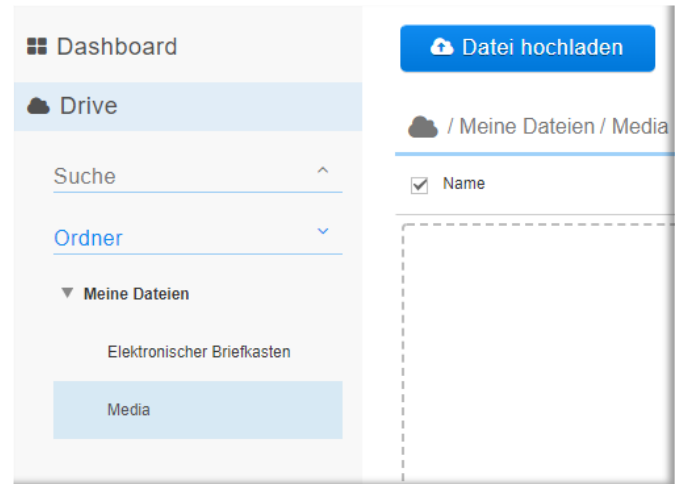 Dashboard
Drive
Suche
Ordner
Meine Dateien
Elektronischer Briefkasten
Media
Datei hochladen
/ Meine Dateien / Media
Name